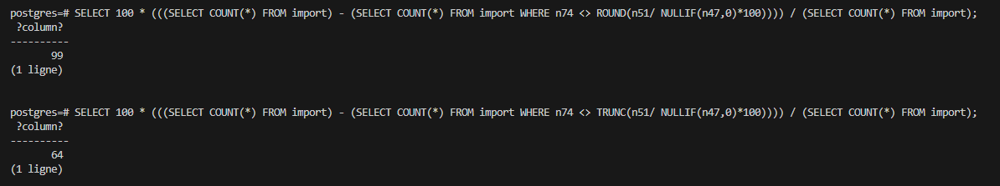 postgres=# SELECT 100 * (((SELECT COUNT(*) FROM import) - (SELECT COUNT(*) FROM import WHERE n74 <> ROUND(n51/ NULLIF(n47,0)*100)))) / (SELECT COUNT(*) FROM import);
?column?
----------
99
(1 ligne)
postgres=# SELECT 100 * (((SELECT COUNT(*) FROM import) - (SELECT COUNT(*) FROM import WHERE n74 <> TRUNC(n51/ NULLIF(n47,0)*100)))) / (SELECT COUNT(*) FROM import);
?column?
----------
64
(1 ligne)